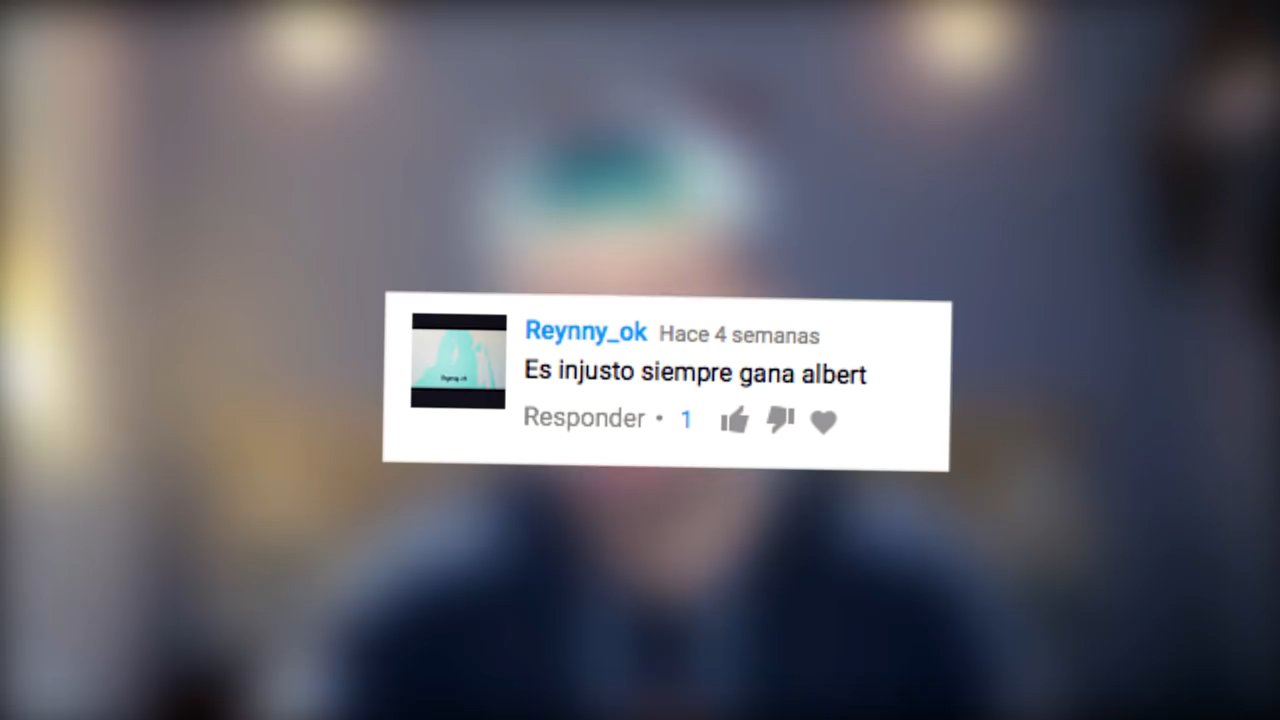 Reynny_ok Hace 4 semanas
Es injusto siempre gana albert
Responder • 1